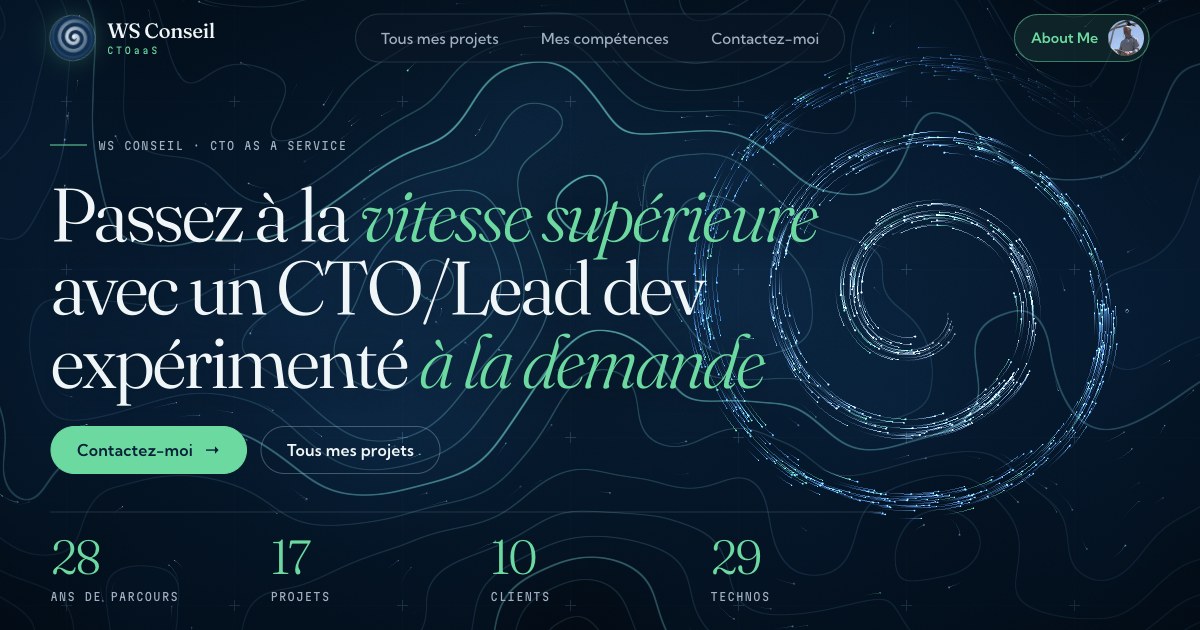 WS Conseil
CTOaaS
Tous mes projets
Mes compétences
Contactez-moi
About Me
WS CONSEIL · CTO AS A SERVICE
Passez à la vitesse supérieure
avec un CTO/Lead dev
expérimenté à la demande
Contactez-moi →
Tous mes projets
28
ANS DE PARCOURS
17
PROJETS
10
CLIENTS
29
TECHNOS